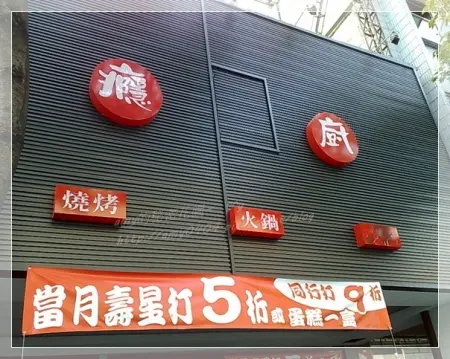 癮 廚
燒烤
火鍋
當月壽星打5折或蛋糕一盒
同行打9折